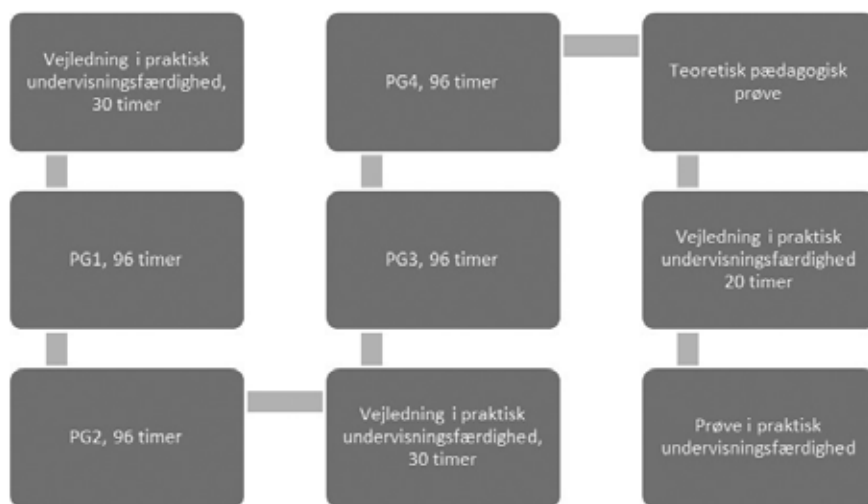 Vejledning i praktisk
undervisningsfærdighed,
30 timer
PG1, 96 timer
PG2, 96 timer
Vejledning i praktisk
undervisningsfærdighed,
30 timer
PG3, 96 timer
PG4, 96 timer
Teoretisk pædagogisk
prøve
Vejledning i praktisk
undervisningsfærdighed
20 timer
Prøve i praktisk
undervisningsfærdighed